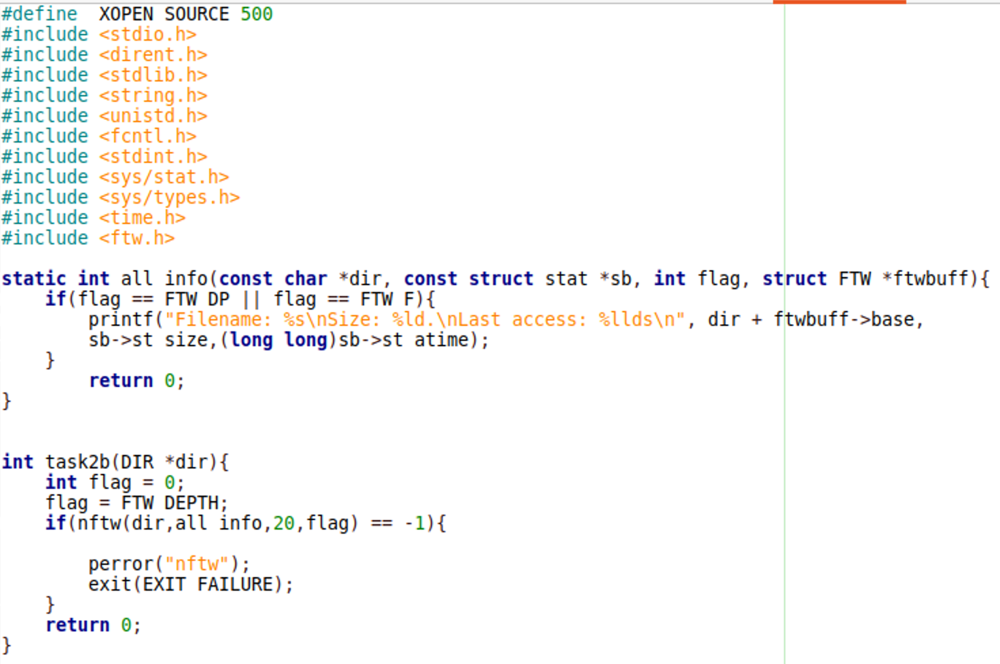 #define  XOPEN SOURCE 500
#include <stdio.h>
#include <dirent.h>
#include <stdlib.h>
#include <string.h>
#include <unistd.h>
#include <fcntl.h>
#include <stdint.h>
#include <sys/stat.h>
#include <sys/types.h>
#include <time.h>
#include <ftw.h>

static int all info(const char *dir, const struct stat *sb, int flag, struct FTW *ftwbuff){
    if(flag == FTW DP || flag == FTW F){
        printf("Filename: %s\nSize: %ld.\nLast access: %llds\n", dir + ftwbuff->base,
        sb->st size,(long long)sb->st atime);
    }
        return 0;
}


int task2b(DIR *dir){
    int flag = 0;
    flag = FTW DEPTH;
    if(nftw(dir,all info,20,flag) == -1){

        perror("nftw");
        exit(EXIT FAILURE);
    }
    return 0;
}